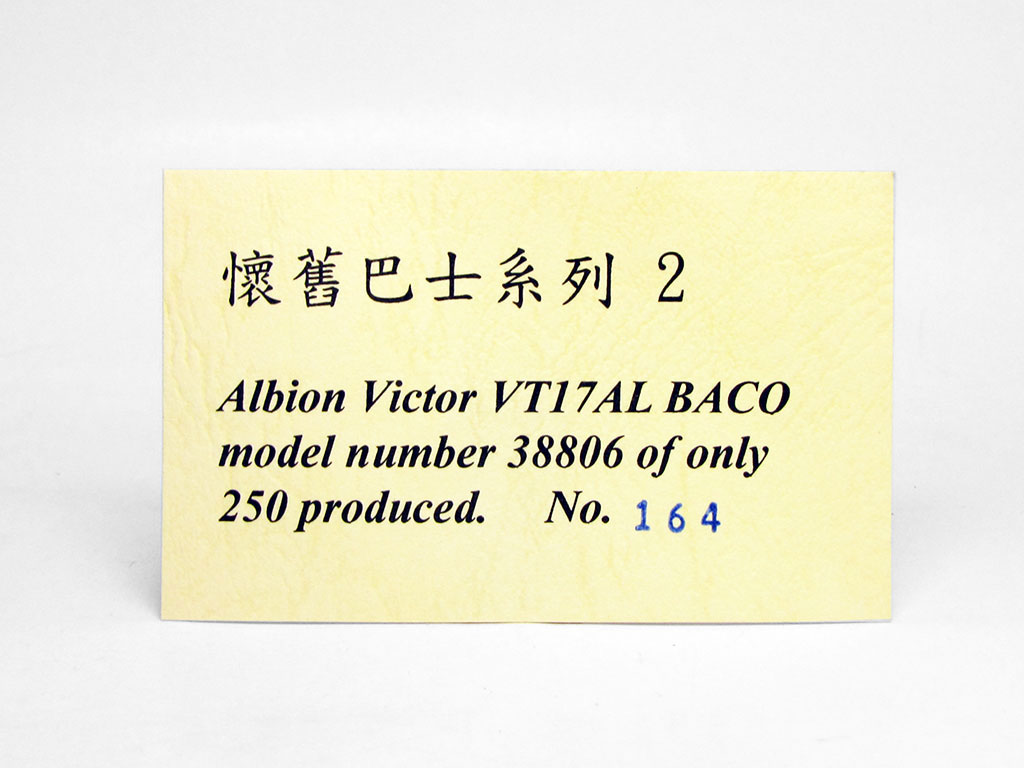 懷舊巴士系列 2
Albion Victor VT17AL BACO
model number 38806 of only
250 produced. No. 164